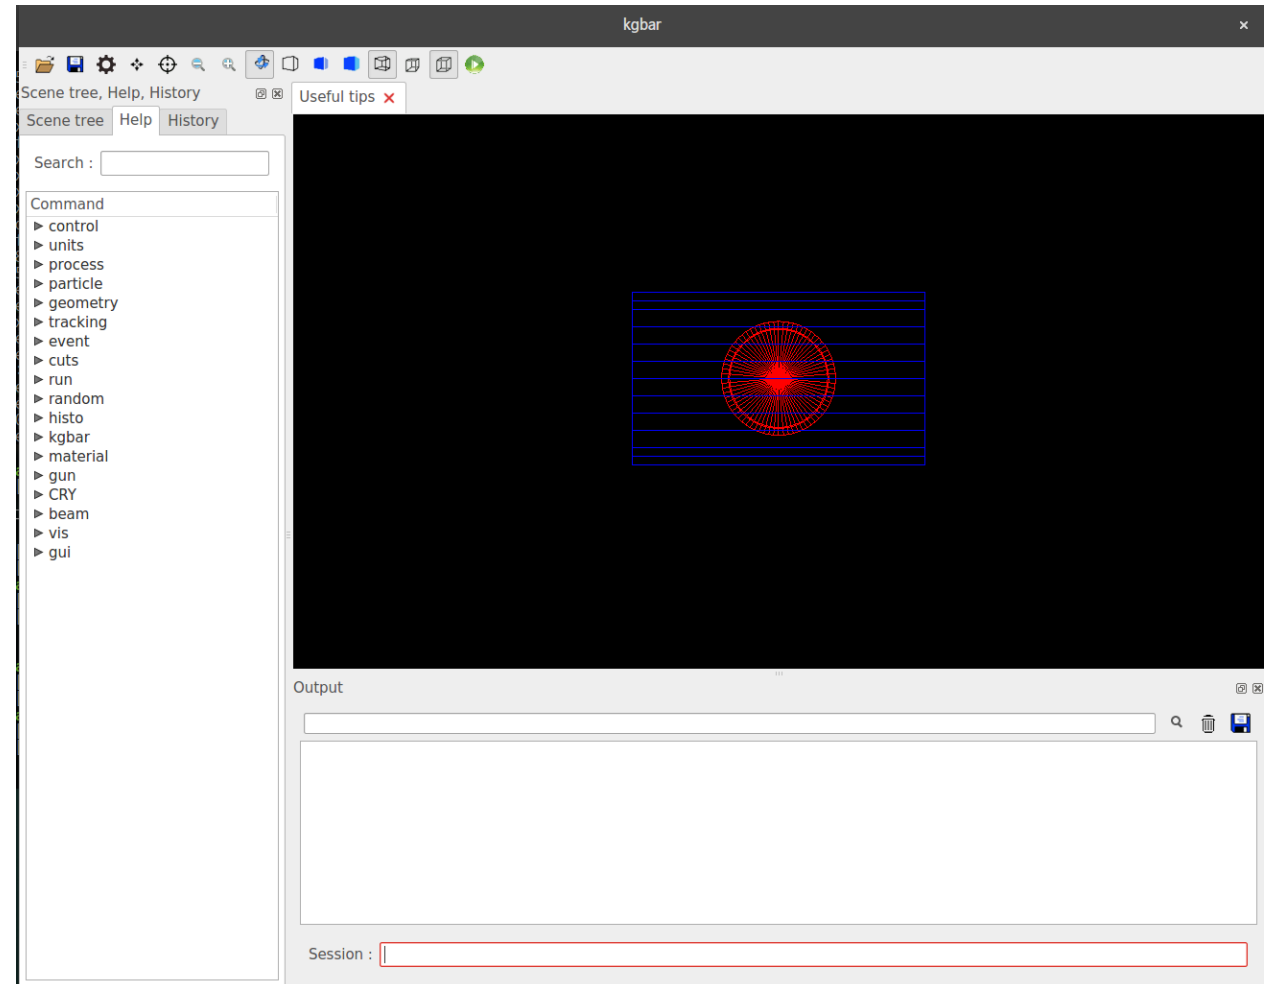 kgbar
Scene tree, Help, History
Useful tips
Scene tree
Help
History
Search :
Command
control
units
process
particle
geometry
tracking
event
cuts
run
random
histo
kgbar
material
gun
CRY
beam
vis
gui
Output
Session :